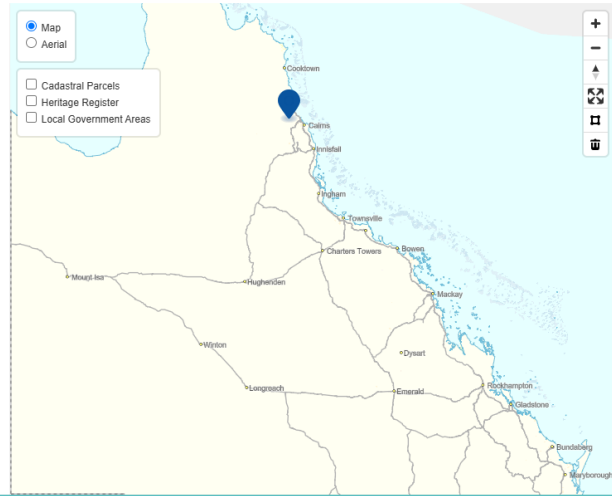 Map
Aerial
Cadastral Parcels
Heritage Register
Local Government Areas
+
−
Cooktown
Cairns
Innisfail
Ingham
Townsville
Charters Towers
Bowen
Mount Isa
Hughenden
Mackay
Winton
Dysart
Longreach
Emerald
Rockhampton
Gladstone
Bundaberg
Maryborough